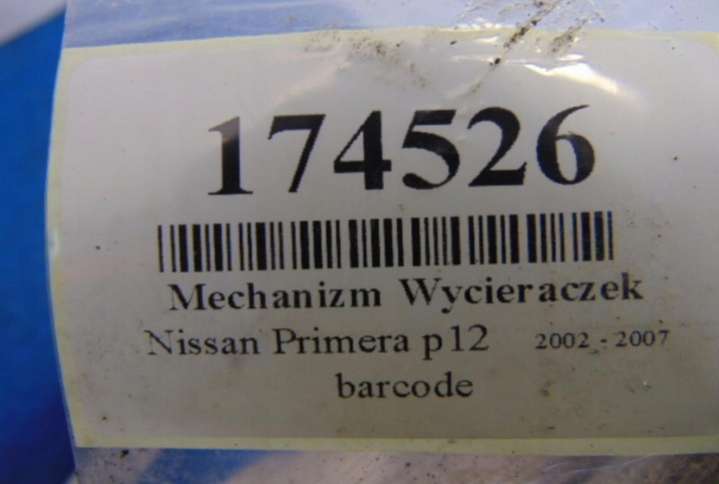 174526
Mechanizm Wycieraczek
Nissan Primera p12 2002 - 2007
barcode